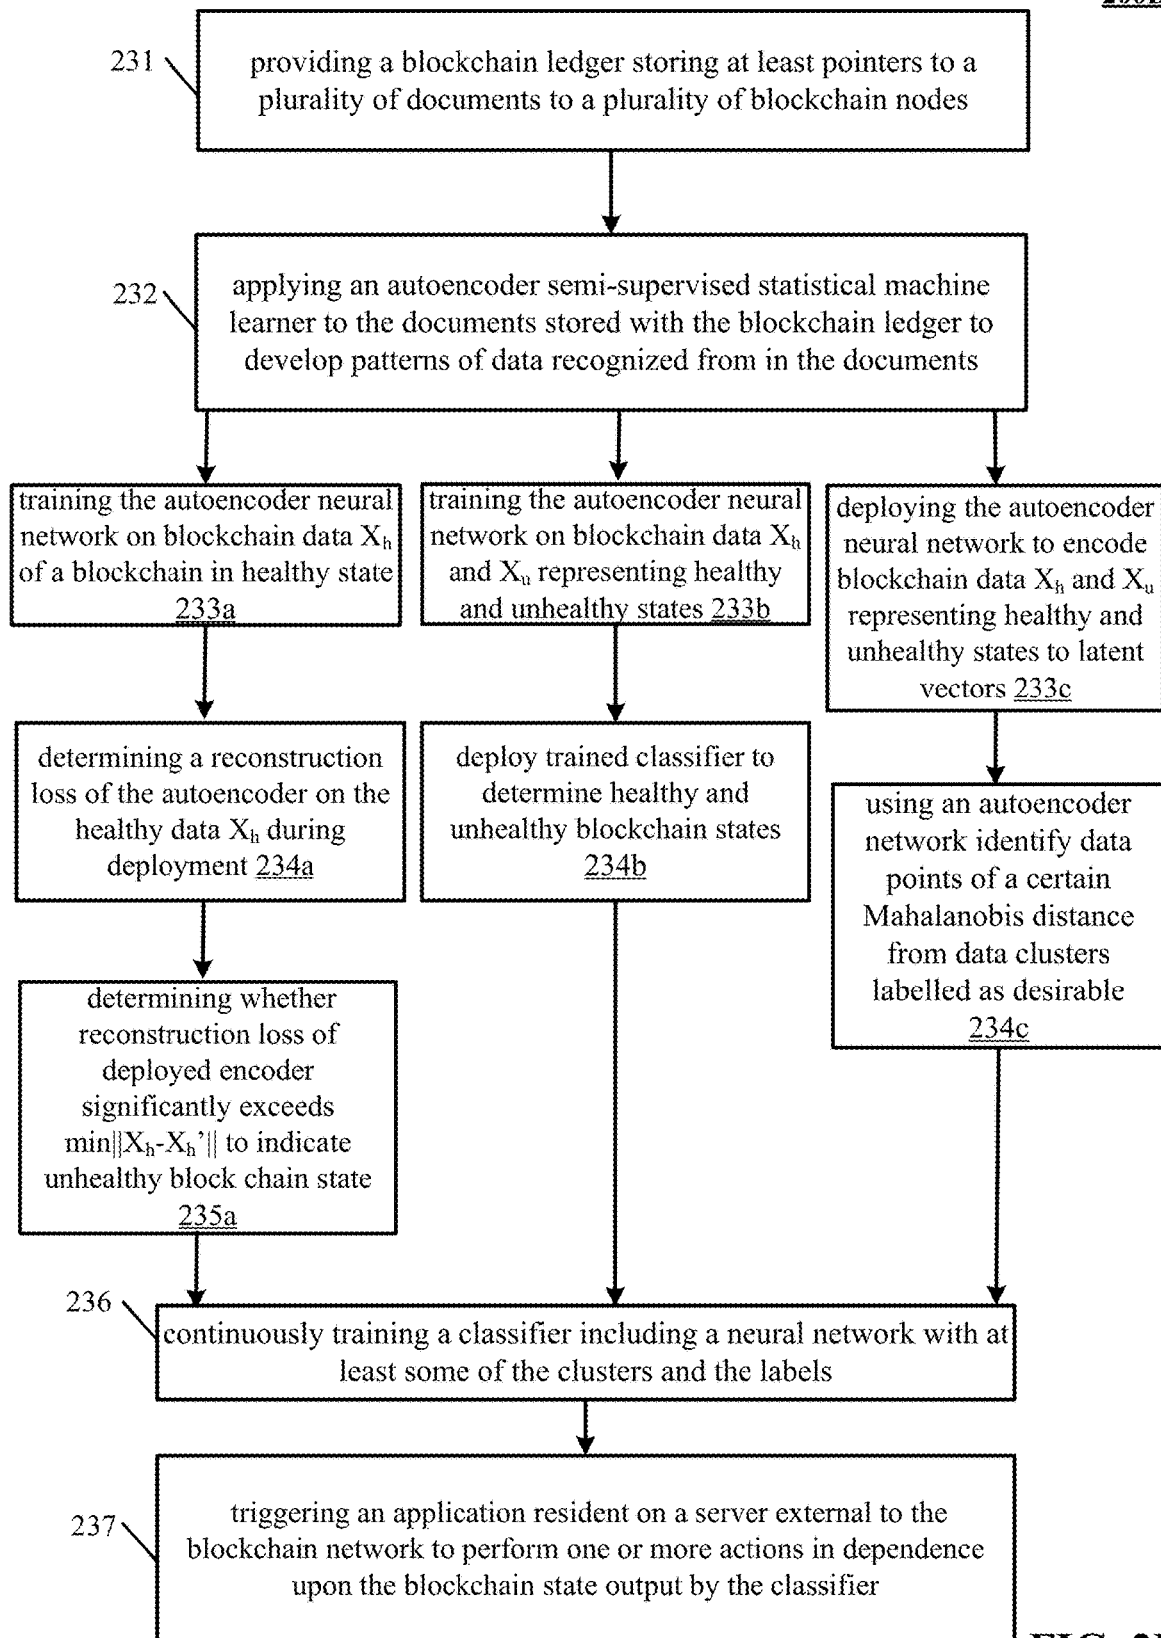 231
providing a blockchain ledger storing at least pointers to a
plurality of documents to a plurality of blockchain nodes
232
applying an autoencoder semi-supervised statistical machine
learner to the documents stored with the blockchain ledger to
develop patterns of data recognized from in the documents
training the autoencoder neural
network on blockchain data Xₕ
of a blockchain in healthy state
233a
training the autoencoder neural
network on blockchain data Xₕ
and Xᵤ representing healthy
and unhealthy states 233b
deploying the autoencoder
neural network to encode
blockchain data Xₕ and Xᵤ
representing healthy and
unhealthy states to latent
vectors 233c
determining a reconstruction
loss of the autoencoder on the
healthy data Xₕ during
deployment 234a
deploy trained classifier to
determine healthy and
unhealthy blockchain states
234b
using an autoencoder
network identify data
points of a certain
Mahalanobis distance
from data clusters
labelled as desirable
234c
determining whether
reconstruction loss of
deployed encoder
significantly exceeds
min||Xₕ-Xₕ’|| to indicate
unhealthy block chain state
235a
236
continuously training a classifier including a neural network with at
least some of the clusters and the labels
237
triggering an application resident on a server external to the
blockchain network to perform one or more actions in dependence
upon the blockchain state output by the classifier